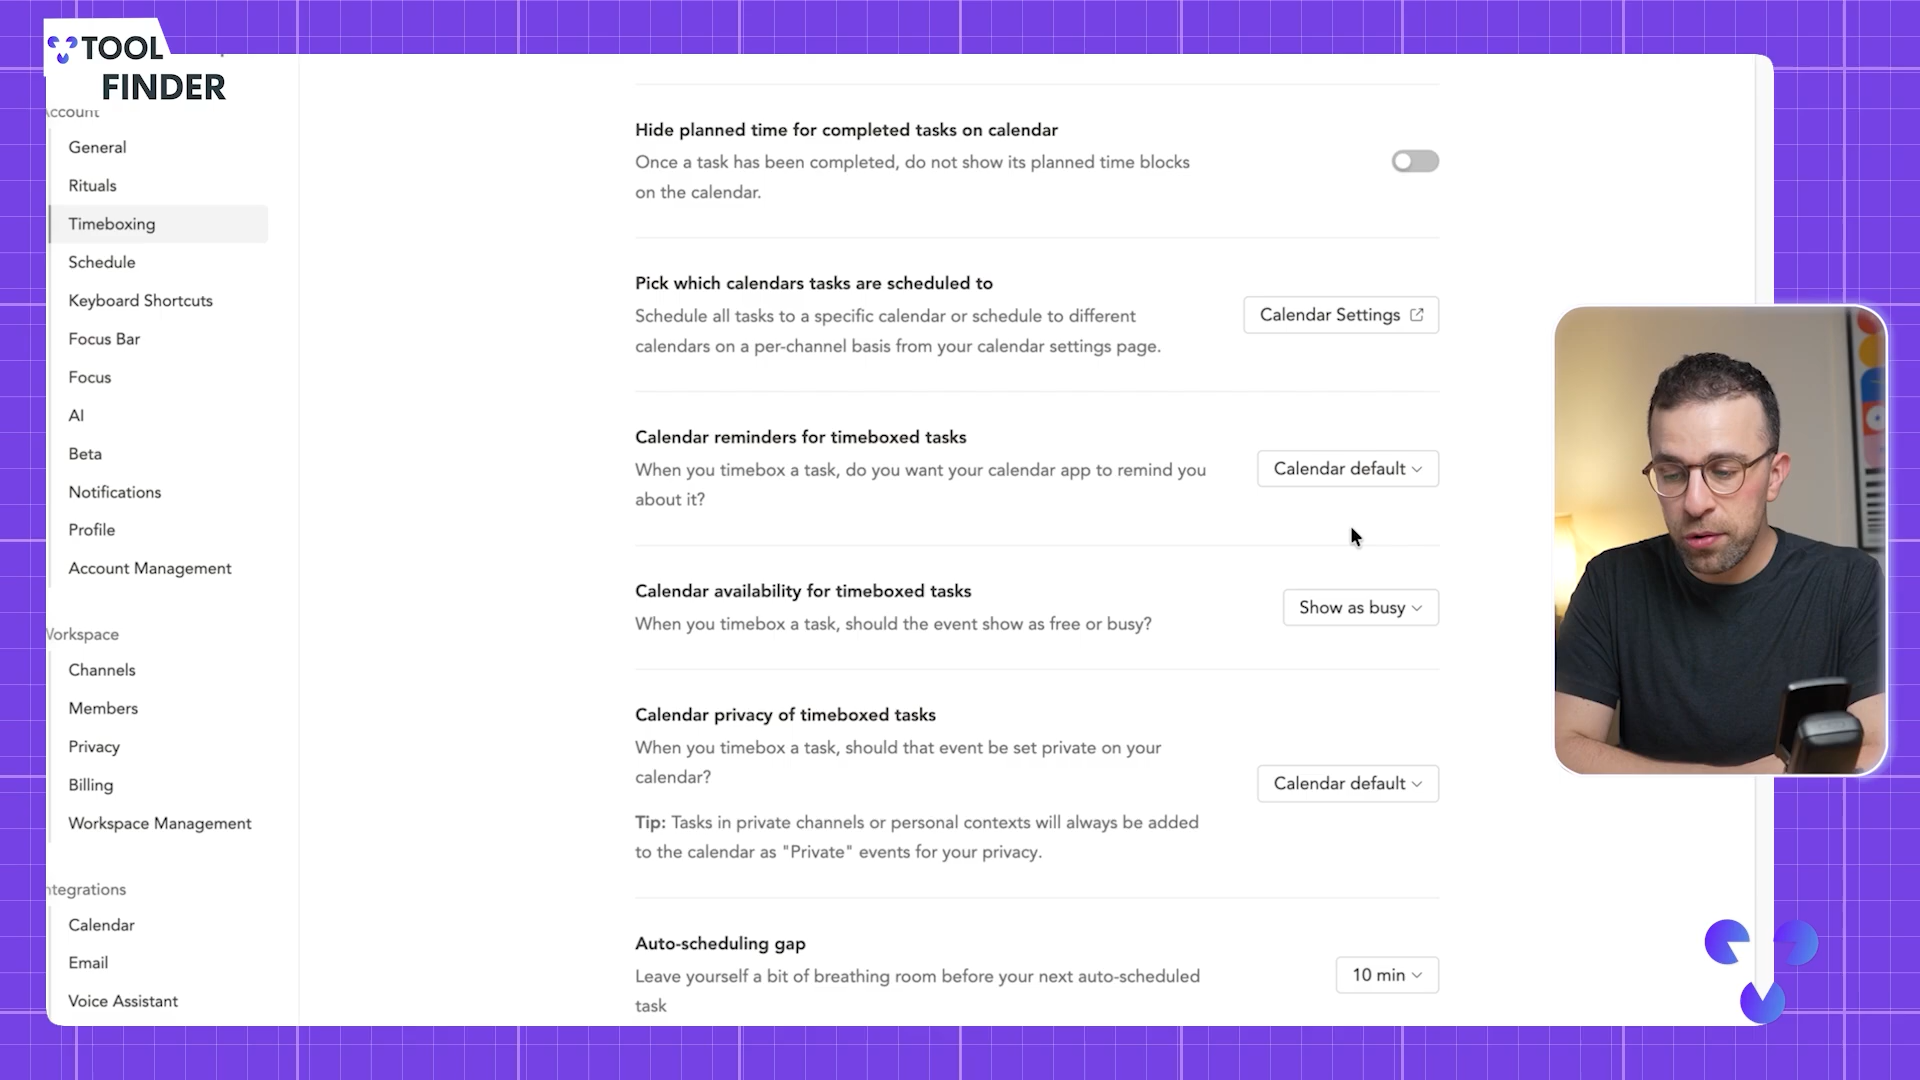 TOOL
FINDER
Account
General
Rituals
Timeboxing
Schedule
Keyboard Shortcuts
Focus Bar
Focus
AI
Beta
Notifications
Profile
Account Management
Workspace
Channels
Members
Privacy
Billing
Workspace Management
Integrations
Calendar
Email
Voice Assistant
Hide planned time for completed tasks on calendar
Once a task has been completed, do not show its planned time blocks
on the calendar.
Pick which calendars tasks are scheduled to
Schedule all tasks to a specific calendar or schedule to different
calendars on a per-channel basis from your calendar settings page.
Calendar Settings
Calendar reminders for timeboxed tasks
When you timebox a task, do you want your calendar app to remind you
about it?
Calendar default
Calendar availability for timeboxed tasks
When you timebox a task, should the event show as free or busy?
Show as busy
Calendar privacy of timeboxed tasks
When you timebox a task, should that event be set private on your
calendar?
Tip: Tasks in private channels or personal contexts will always be added
to the calendar as "Private" events for your privacy.
Calendar default
Auto-scheduling gap
Leave yourself a bit of breathing room before your next auto-scheduled
task
10 min